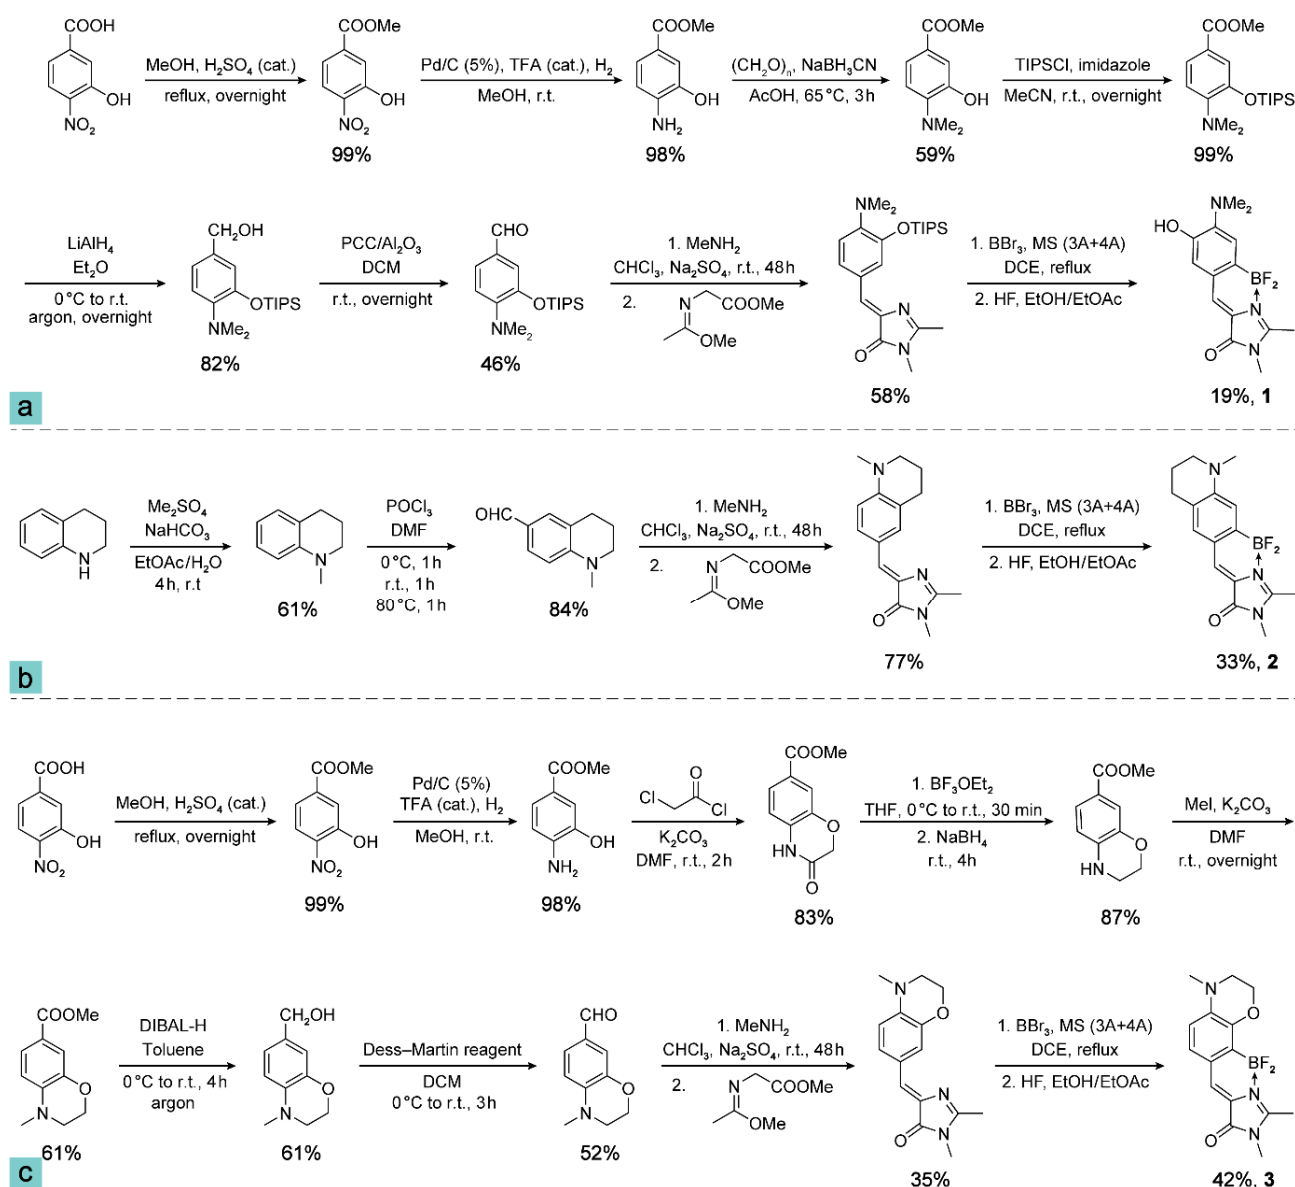 COOH
OH
NO2
MeOH, H2SO4 (cat.)
reflux, overnight
COOMe
OH
NO2
99%
Pd/C (5%), TFA (cat.), H2
MeOH, r.t.
COOMe
OH
NH2
98%
(CH2O)n, NaBH3CN
AcOH, 65 °C, 3h
COOMe
OH
NMe2
59%
TIPSCl, imidazole
MeCN, r.t., overnight
COOMe
OTIPS
NMe2
99%
LiAlH4
Et2O
0 °C to r.t.
argon, overnight
CH2OH
OTIPS
NMe2
82%
PCC/Al2O3
DCM
r.t., overnight
CHO
OTIPS
NMe2
46%
1. MeNH2
CHCl3, Na2SO4, r.t., 48h
2.
N
COOMe
OMe
NMe2
OTIPS
N
N
O
58%
1. BBr3, MS (3A+4A)
DCE, reflux
2. HF, EtOH/EtOAc
NMe2
HO
BF2
N
N
O
19%, 1
a
N
H
Me2SO4
NaHCO3
EtOAc/H2O
4h, r.t
N
61%
POCl3
DMF
0 °C, 1h
r.t., 1h
80 °C, 1h
OHC
N
84%
1. MeNH2
CHCl3, Na2SO4, r.t., 48h
2.
N
COOMe
OMe
N
N
N
O
77%
1. BBr3, MS (3A+4A)
DCE, reflux
2. HF, EtOH/EtOAc
N
BF2
N
N
O
33%, 2
b
COOH
OH
NO2
MeOH, H2SO4 (cat.)
reflux, overnight
COOMe
OH
NO2
99%
Pd/C (5%)
TFA (cat.), H2
MeOH, r.t.
COOMe
OH
NH2
98%
O
Cl
Cl
K2CO3
DMF, r.t., 2h
COOMe
O
HN
O
83%
1. BF3OEt2
THF, 0 °C to r.t., 30 min
2. NaBH4
r.t., 4h
COOMe
O
HN
87%
MeI, K2CO3
DMF
r.t., overnight
COOMe
O
N
61%
DIBAL-H
Toluene
0 °C to r.t., 4h
argon
CH2OH
O
N
61%
Dess–Martin reagent
DCM
0 °C to r.t., 3h
CHO
O
N
52%
1. MeNH2
CHCl3, Na2SO4, r.t., 48h
2.
N
COOMe
OMe
N
O
N
N
O
35%
1. BBr3, MS (3A+4A)
DCE, reflux
2. HF, EtOH/EtOAc
N
O
BF2
N
N
O
42%, 3
c